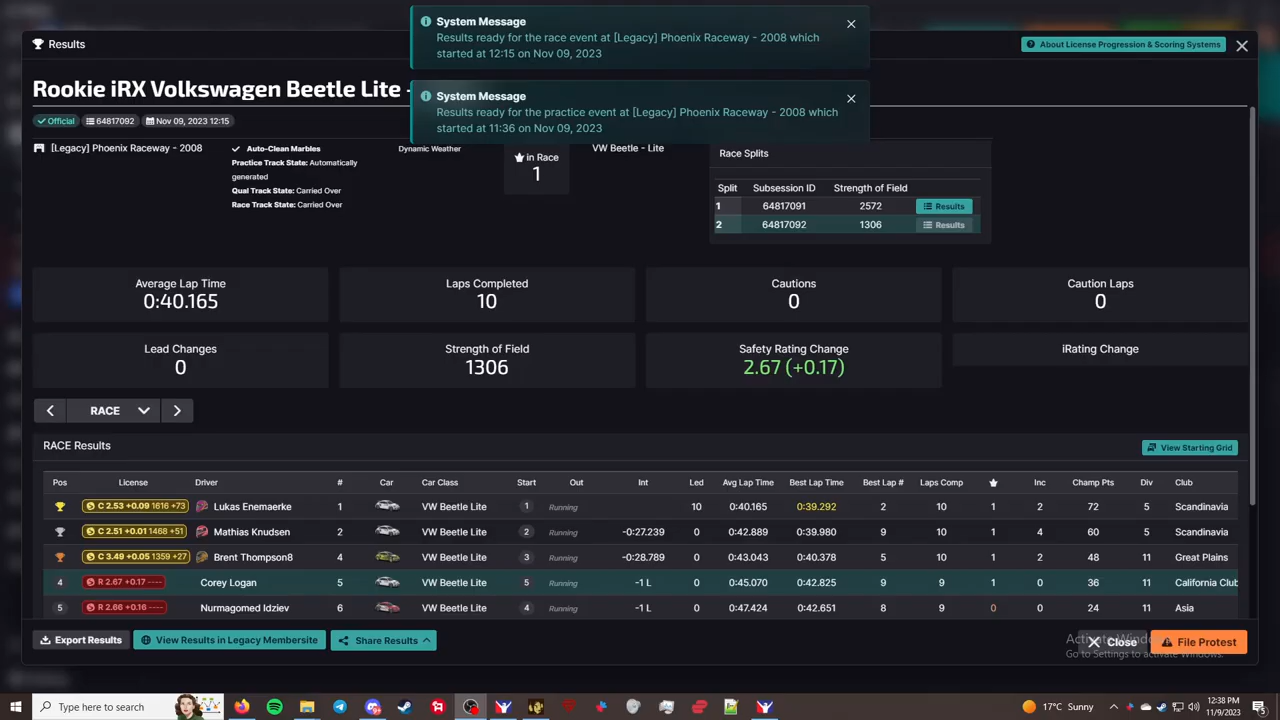 System Message
Results ready for the race event at [Legacy] Phoenix Raceway - 2008 which
started at 12:15 on Nov 09, 2023
Results
About License Progression & Scoring Systems
Rookie iRX Volkswagen Beetle Lite -
System Message
Results ready for the practice event at [Legacy] Phoenix Raceway - 2008 which
started at 11:36 on Nov 09, 2023
Official 64817092 Nov 09, 2023 12:15
[Legacy] Phoenix Raceway - 2008
Auto-Clean Marbles
Practice Track State: Automatically
generated
Qual Track State: Carried Over
Race Track State: Carried Over
Dynamic Weather
in Race
1
VW Beetle - Lite
Race Splits
Split Subsession ID Strength of Field
1 64817091 2572 Results
2 64817092 1306 Results
Average Lap Time
0:40.165
Laps Completed
10
Cautions
0
Caution Laps
0
Lead Changes
0
Strength of Field
1306
Safety Rating Change
2.67 (+0.17)
iRating Change
RACE
RACE Results
View Starting Grid
Pos License Driver # Car Car Class Start Out Int Led Avg Lap Time Best Lap Time Best Lap # Laps Comp Inc Champ Pts Div Club
C 2.53 +0.09 1616 +73 Lukas Enemaerke 1 VW Beetle Lite 1 Running 10 0:40.165 0:39.292 2 10 1 2 72 5 Scandinavia
C 2.51 +0.01 1468 +51 Mathias Knudsen 2 VW Beetle Lite 2 Running -0:27.239 0 0:42.889 0:39.980 9 10 1 4 60 5 Scandinavia
C 3.49 +0.05 1359 +27 Brent Thompson8 4 VW Beetle Lite 3 Running -0:28.789 0 0:43.043 0:40.378 5 10 1 2 48 11 Great Plains
4 R 2.67 +0.17 ---- Corey Logan 5 VW Beetle Lite 5 Running -1 L 0 0:45.070 0:42.825 9 9 1 0 36 11 California Club
5 R 2.66 +0.16 ---- Nurmagomed Idziev 6 VW Beetle Lite 4 Running -1 L 0 0:47.424 0:42.651 8 9 0 0 24 11 Asia
Export Results View Results in Legacy Membersite Share Results
Close File Protest
Activate Windows
Go to Settings to activate Windows.
Type here to search
17°C Sunny
12:38 PM
11/9/2023
5